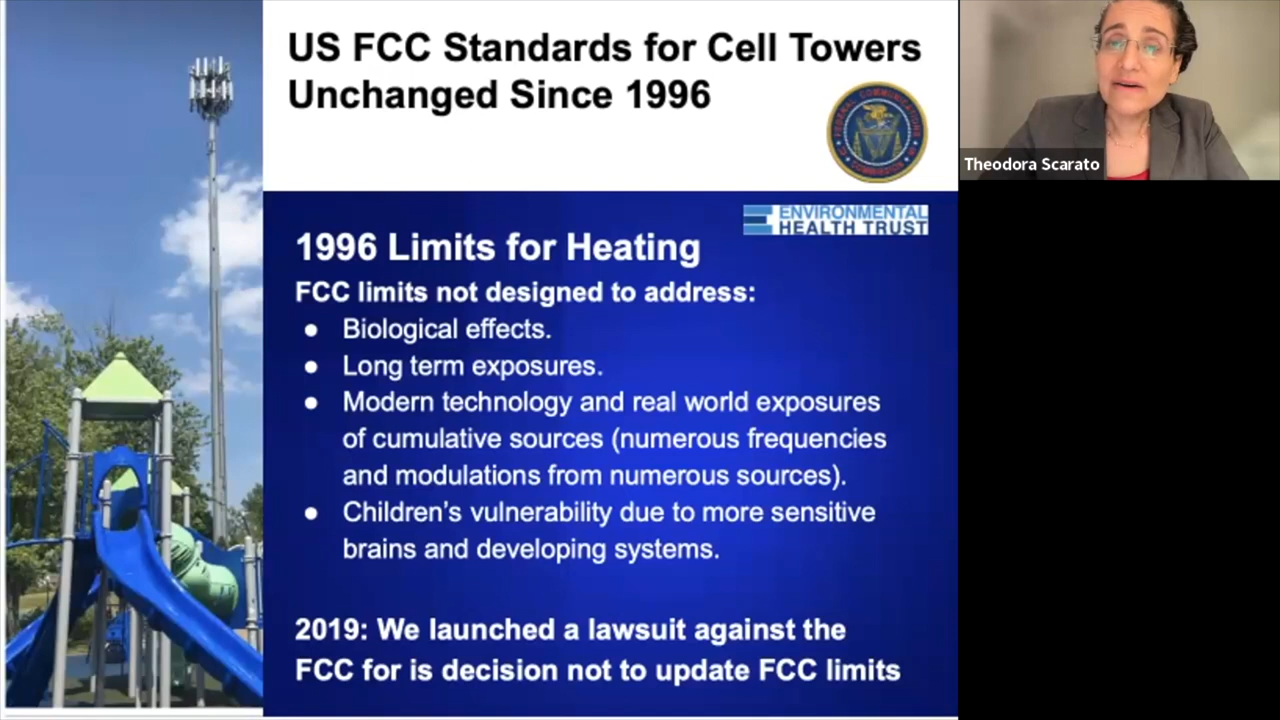 US FCC Standards for Cell Towers
Unchanged Since 1996
Theodora Scarato
ENVIRONMENTAL
HEALTH TRUST
1996 Limits for Heating
FCC limits not designed to address:
● Biological effects.
● Long term exposures.
● Modern technology and real world exposures
of cumulative sources (numerous frequencies
and modulations from numerous sources).
● Children's vulnerability due to more sensitive
brains and developing systems.
2019: We launched a lawsuit against the
FCC for is decision not to update FCC limits